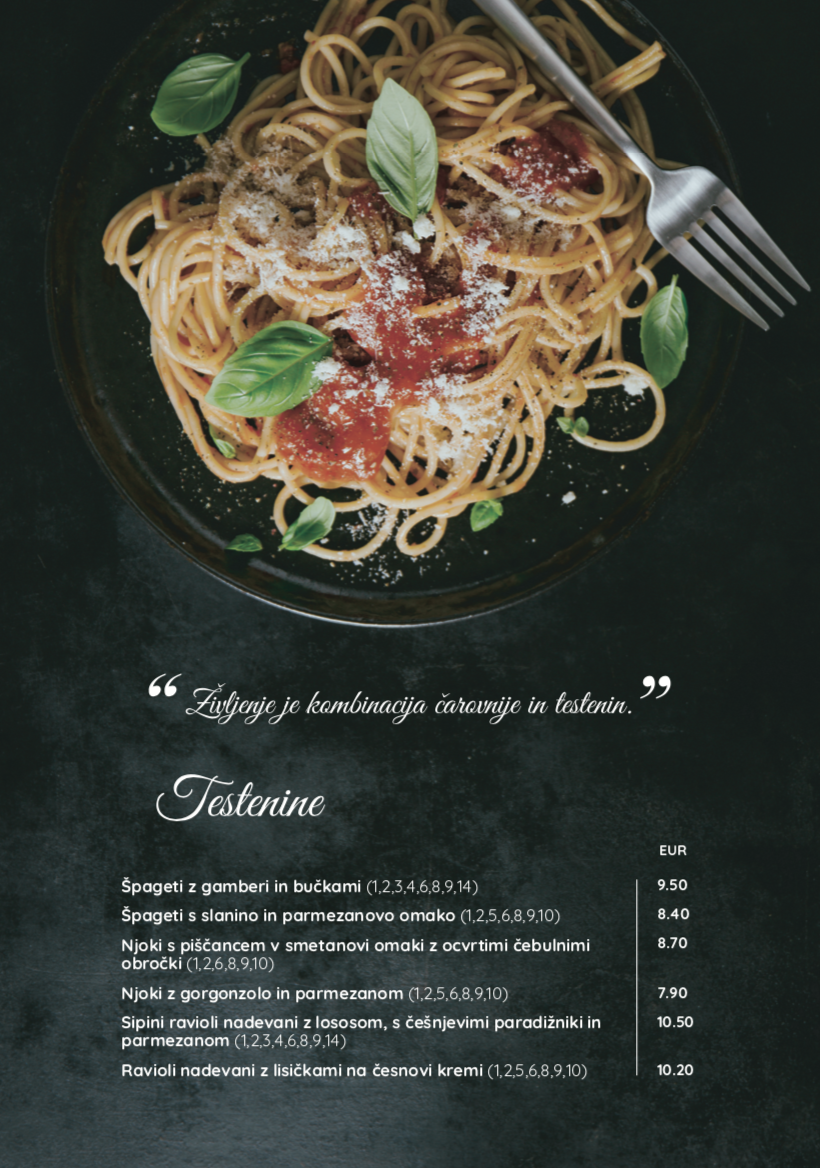 “ Življenje je kombinacija čarovnije in testenin. ”
Testenine
EUR
Špageti z gamberi in bučkami (1,2,3,4,6,8,9,14) 9.50
Špageti s slanino in parmezanovo omako (1,2,5,6,8,9,10) 8.40
Njoki s piščancem v smetanovi omaki z ocvrtimi čebulnimi 8.70
obročki (1,2,6,8,9,10)
Njoki z gorgonzolo in parmezanom (1,2,5,6,8,9,10) 7.90
Sipini ravioli nadevani z lososom, s češnjevimi paradižniki in 10.50
parmezanom (1,2,3,4,6,8,9,14)
Ravioli nadevani z lisičkami na česnovi kremi (1,2,5,6,8,9,10) 10.20